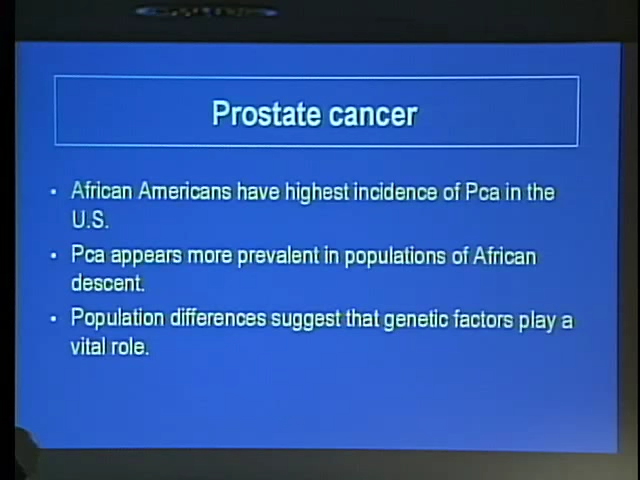 Prostate cancer
• African Americans have highest incidence of Pca in the
U.S.
• Pca appears more prevalent in populations of African
descent.
• Population differences suggest that genetic factors play a
vital role.